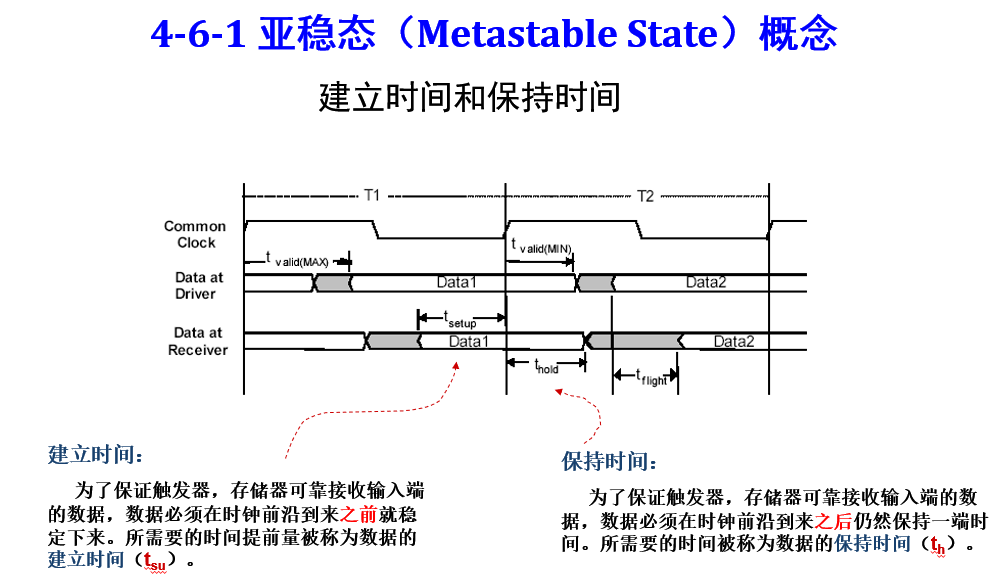 4-6-1 亚稳态（Metastable State）概念
建立时间和保持时间
T1
T2
Common
Clock
t valid(MAX)
t valid(MIN)
Data at
Driver
Data1
Data2
tsetup
Data at
Receiver
Data1
Data2
thold
tflight
建立时间：
为了保证触发器，存储器可靠接收输入端
的数据，数据必须在时钟前沿到来之前就稳
定下来。所需要的时间提前量被称为数据的
建立时间（tsu）。
保持时间：
为了保证触发器，存储器可靠接收输入端的数
据，数据必须在时钟前沿到来之后仍然保持一端时
间。所需要的时间被称为数据的保持时间（th）。